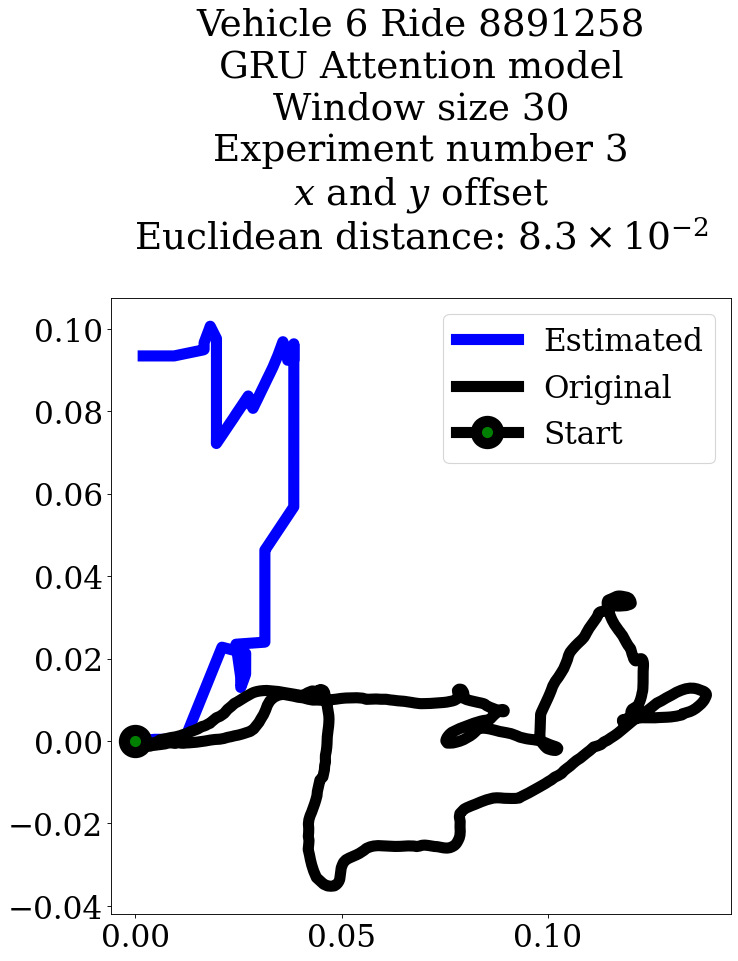 Vehicle 6 Ride 8891258
GRU Attention model
Window size 30
Experiment number 3
x and y offset
Euclidean distance: 8.3 × 10⁻²
Estimated
Original
Start
0.10
0.08
0.06
0.04
0.02
0.00
−0.02
−0.04
0.00 0.05 0.10